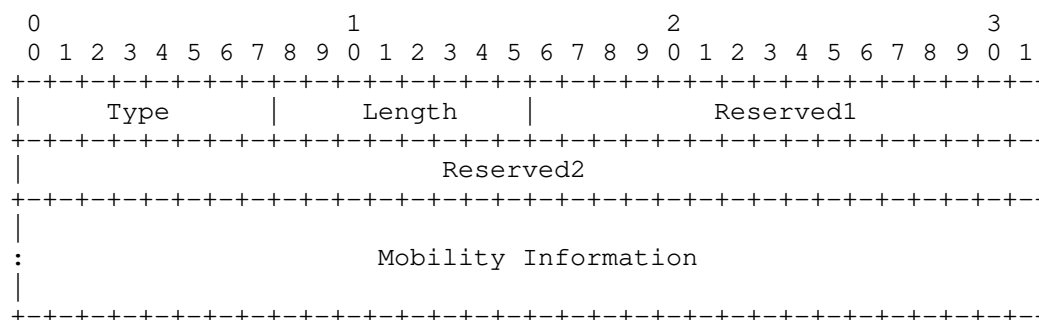 0                   1                   2                   3
 0 1 2 3 4 5 6 7 8 9 0 1 2 3 4 5 6 7 8 9 0 1 2 3 4 5 6 7 8 9 0 1
+-+-+-+-+-+-+-+-+-+-+-+-+-+-+-+-+-+-+-+-+-+-+-+-+-+-+-+-+-+-+-+-
|     Type      |    Length     |           Reserved1
+-+-+-+-+-+-+-+-+-+-+-+-+-+-+-+-+-+-+-+-+-+-+-+-+-+-+-+-+-+-+-+-
|                          Reserved2
+-+-+-+-+-+-+-+-+-+-+-+-+-+-+-+-+-+-+-+-+-+-+-+-+-+-+-+-+-+-+-+-
|
:                      Mobility Information
|
+-+-+-+-+-+-+-+-+-+-+-+-+-+-+-+-+-+-+-+-+-+-+-+-+-+-+-+-+-+-+-+-